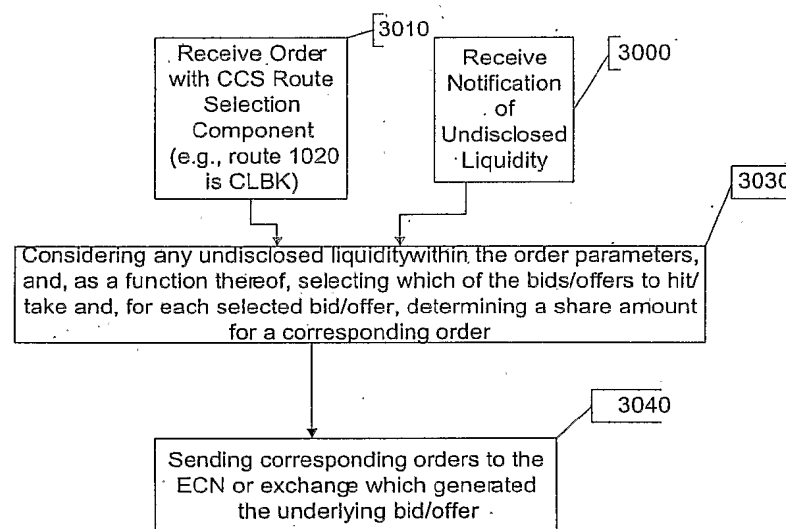 3010
Receive Order
with CCS Route
Selection
Component
(e.g., route 1020
is CLBK)
3000
Receive
Notification
of
Undisclosed
Liquidity
3030
Considering any undisclosed liquiditywithin the order parameters,
and, as a function thereof, selecting which of the bids/offers to hit/
take and, for each selected bid/offer, determining a share amount
for a corresponding order
3040
Sending corresponding orders to the
ECN or exchange which generated
the underlying bid/offer